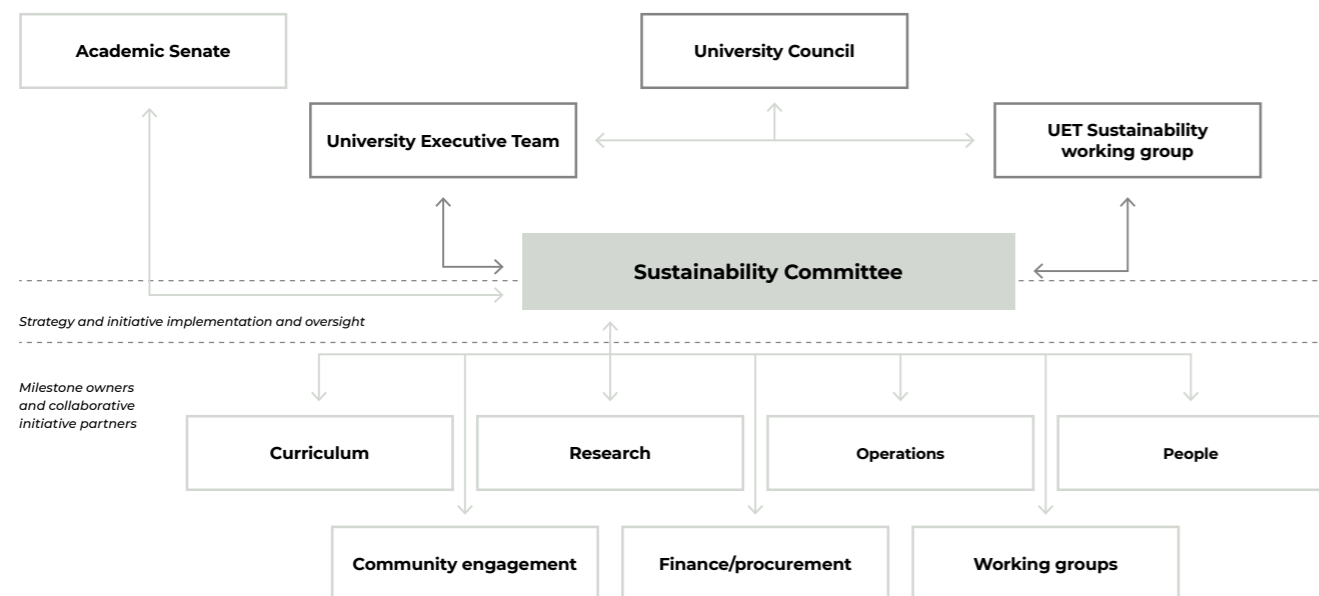 Academic Senate
University Council
University Executive Team
UET Sustainability
working group
Sustainability Committee
Strategy and initiative implementation and oversight
Milestone owners
and collaborative
initiative partners
Curriculum
Research
Operations
People
Community engagement
Finance/procurement
Working groups